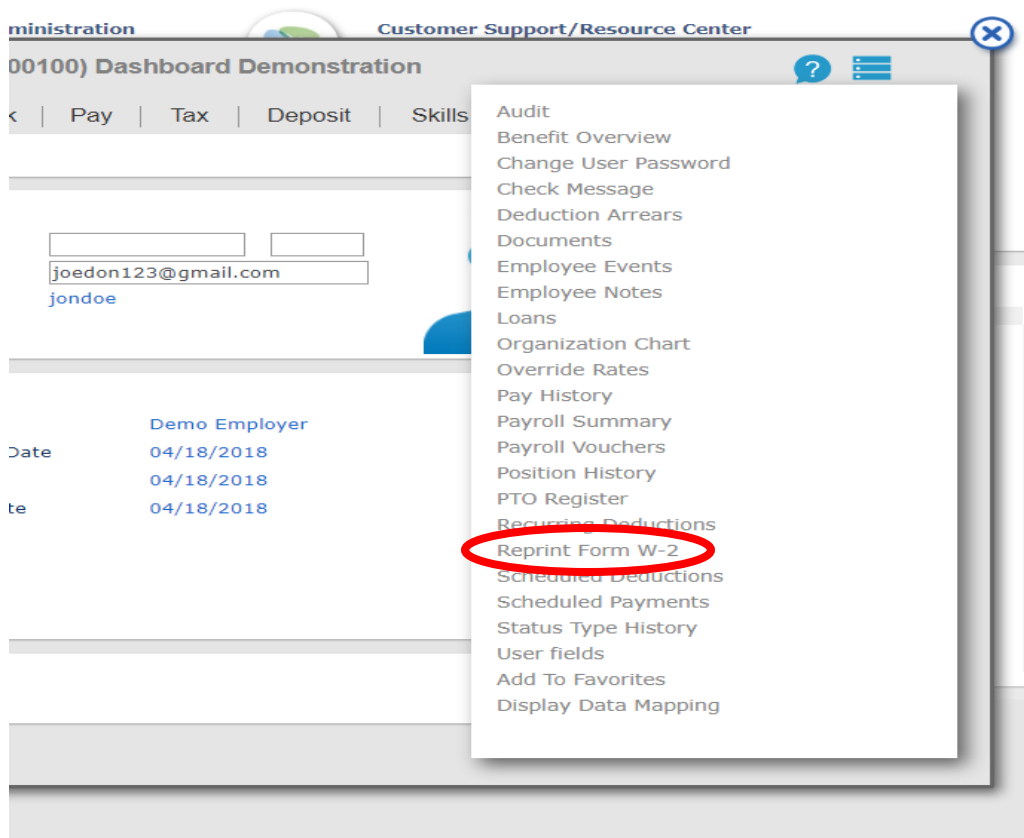 ministration
Customer Support/Resource Center
00100) Dashboard Demonstration
?
Pay | Tax | Deposit | Skills
joedon123@gmail.com
jondoe
Demo Employer
Date 04/18/2018
04/18/2018
te 04/18/2018
Audit
Benefit Overview
Change User Password
Check Message
Deduction Arrears
Documents
Employee Events
Employee Notes
Loans
Organization Chart
Override Rates
Pay History
Payroll Summary
Payroll Vouchers
Position History
PTO Register
Recurring Deductions
Reprint Form W-2
Scheduled Deductions
Scheduled Payments
Status Type History
User fields
Add To Favorites
Display Data Mapping